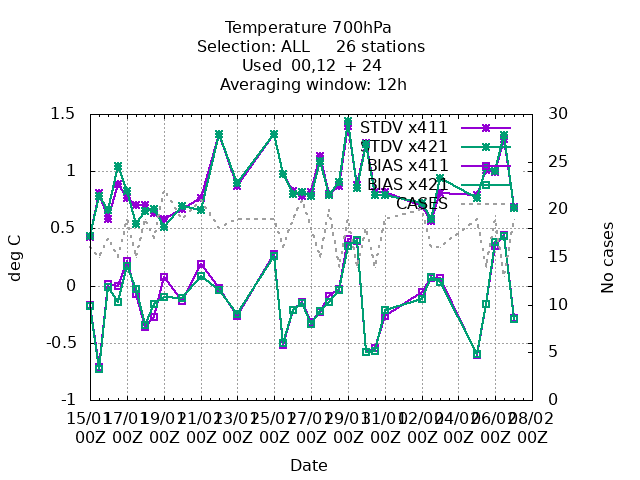 Temperature 700hPa
Selection: ALL     26 stations
Used  00,12  + 24
Averaging window: 12h
1.5
1
0.5
0
-0.5
-1
30
25
20
15
10
5
0
STDV x411
STDV x421
BIAS x411
BIAS x421
CASES
deg C
No cases
15/01 17/01 19/01 21/01 23/01 25/01 27/01 29/01 31/01 02/02 04/02 06/02 08/02
00Z 00Z 00Z 00Z 00Z 00Z 00Z 00Z 00Z 00Z 00Z 00Z 00Z
Date